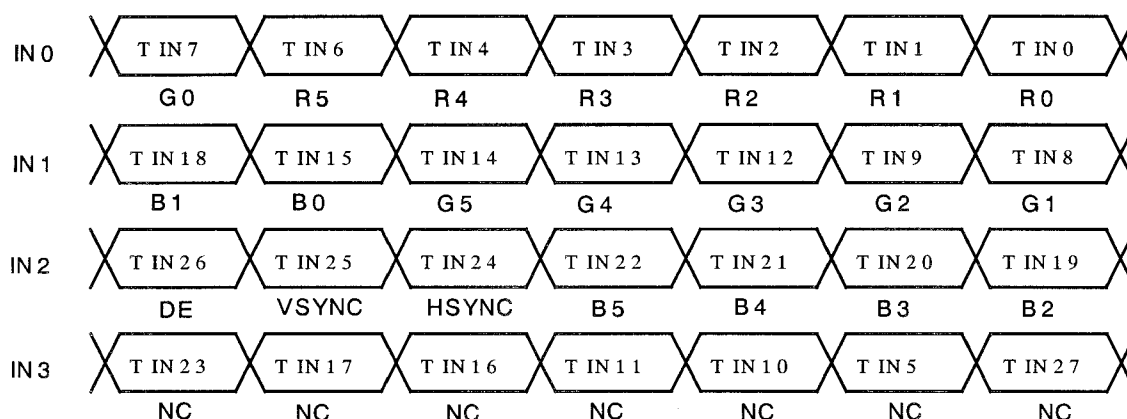 IN 0 T IN 7 T IN 6 T IN 4 T IN 3 T IN 2 T IN 1 T IN 0
G0 R5 R4 R3 R2 R1 R0
IN 1 T IN 18 T IN 15 T IN 14 T IN 13 T IN 12 T IN 9 T IN 8
B1 B0 G5 G4 G3 G2 G1
IN 2 T IN 26 T IN 25 T IN 24 T IN 22 T IN 21 T IN 20 T IN 19
DE VSYNC HSYNC B5 B4 B3 B2
IN 3 T IN 23 T IN 17 T IN 16 T IN 11 T IN 10 T IN 5 T IN 27
NC NC NC NC NC NC NC